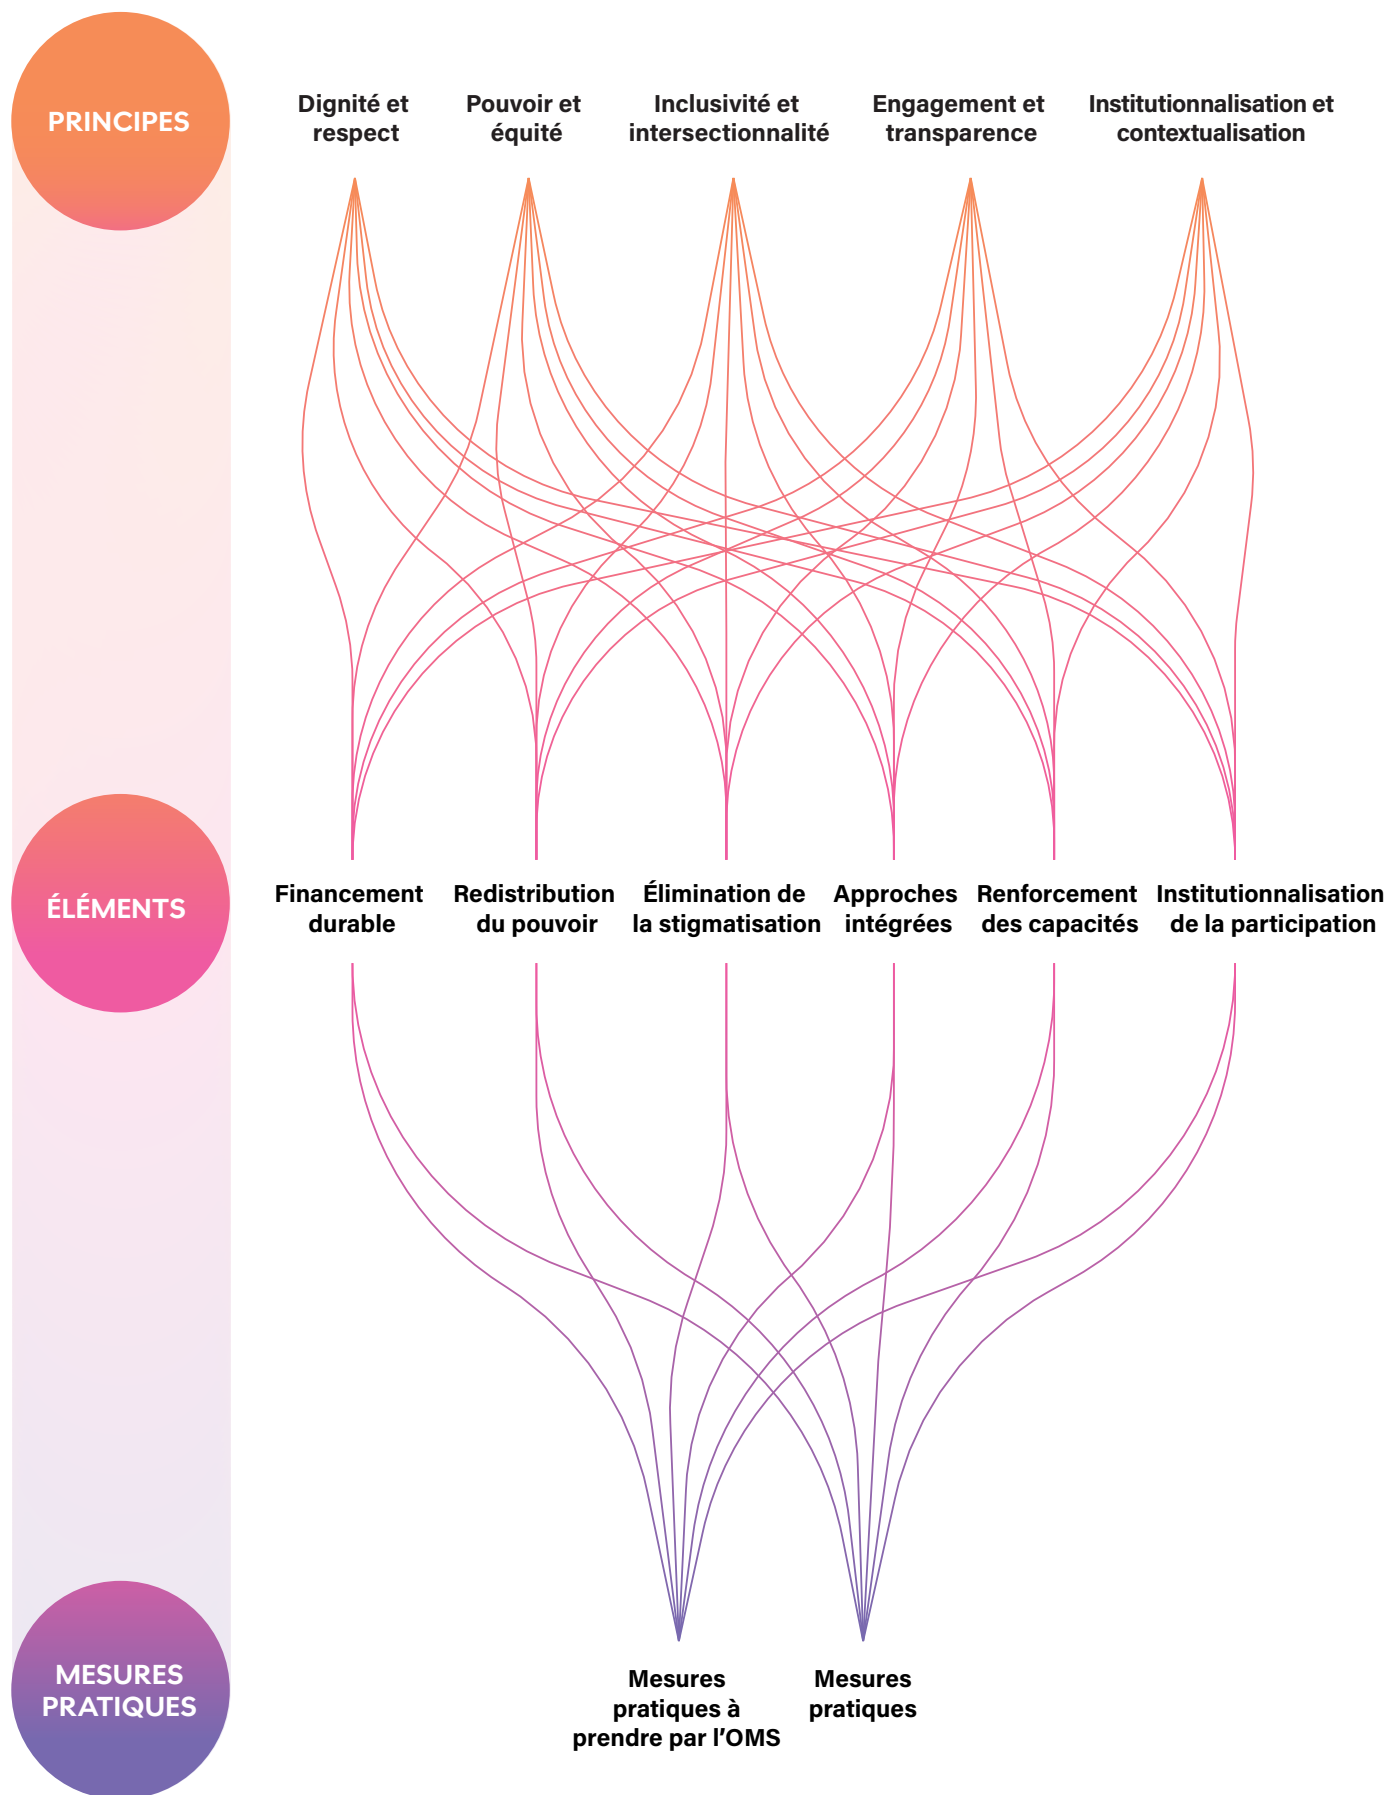 PRINCIPES
Dignité et
respect
Pouvoir et
équité
Inclusivité et
intersectionnalité
Engagement et
transparence
Institutionnalisation et
contextualisation
ÉLÉMENTS
Financement
durable
Redistribution
du pouvoir
Élimination de
la stigmatisation
Approches
intégrées
Renforcement
des capacités
Institutionnalisation
de la participation
MESURES
PRATIQUES
Mesures
pratiques à
prendre par l’OMS
Mesures
pratiques